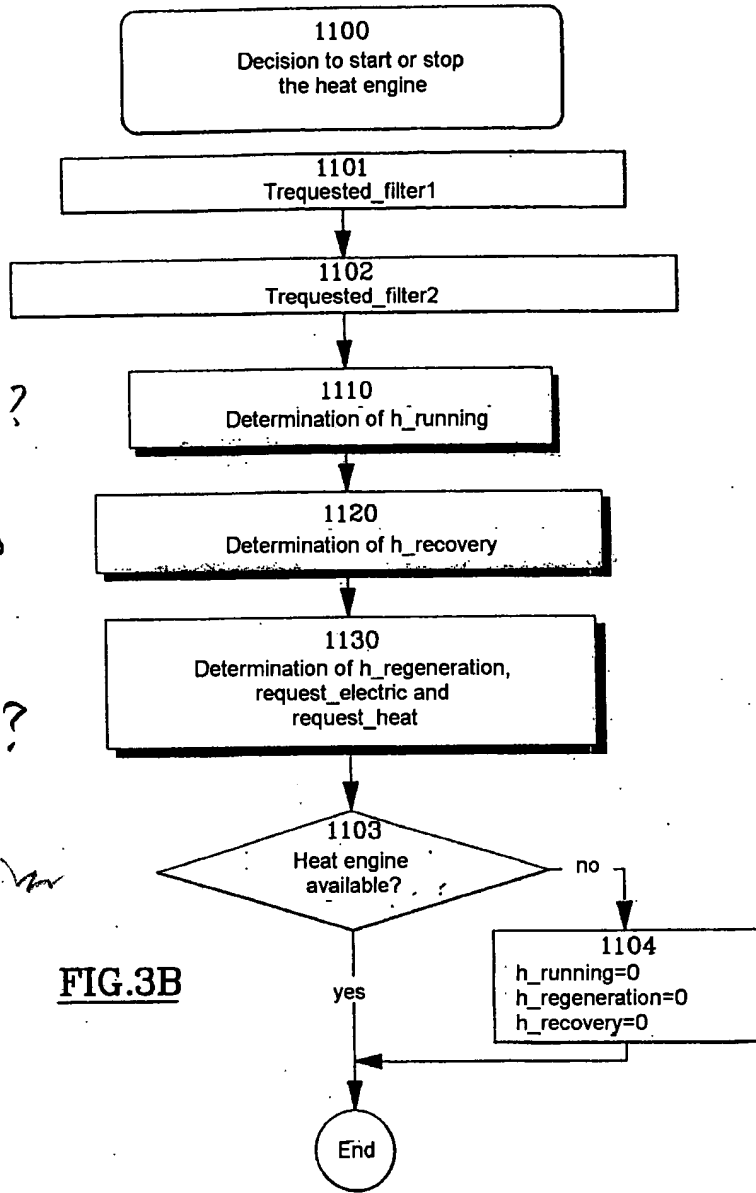 1100
Decision to start or stop
the heat engine
1101
Trequested_filter1
1102
Trequested_filter2
?
1110
Determination of h_running
1120
Determination of h_recovery
1130
Determination of h_regeneration,
request_electric and
request_heat
?
1103
Heat engine
available?
no
1104
h_running=0
h_regeneration=0
h_recovery=0
FIG.3B
yes
End